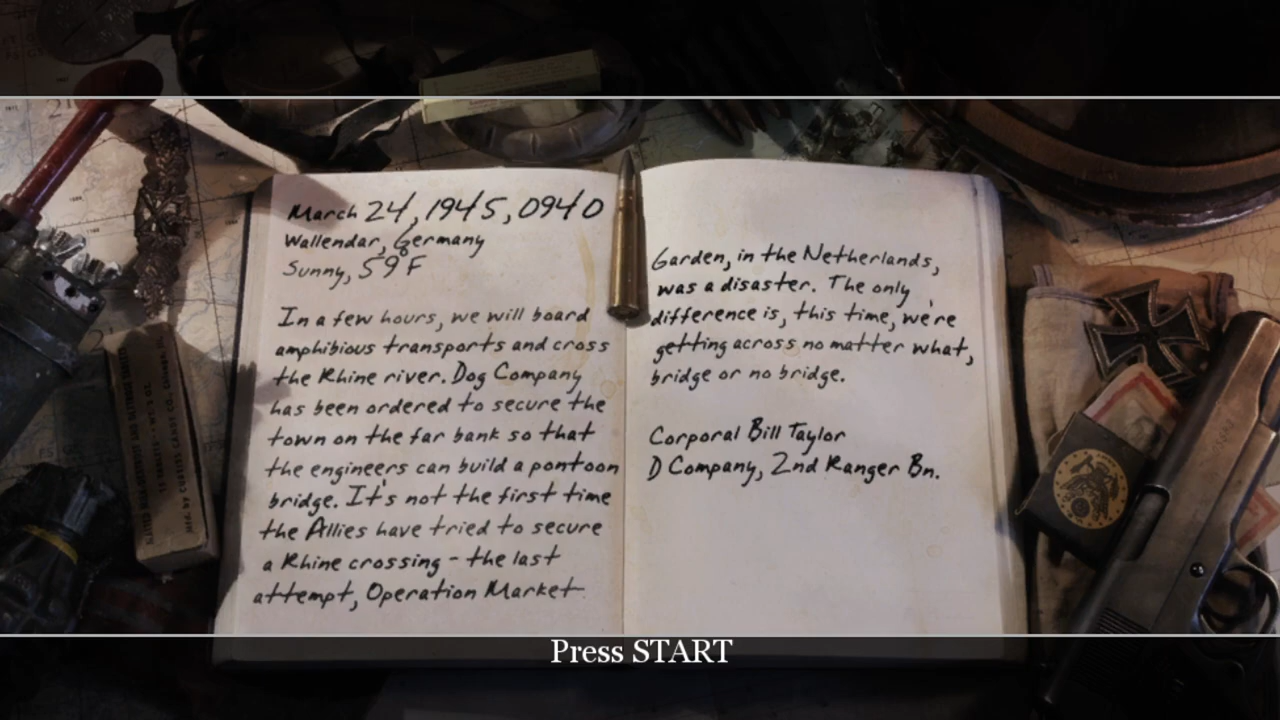 March 24, 1945, 0940
Wallendar, Germany
Sunny, 59° F
In a few hours, we will board
amphibious transports and cross
the Rhine river. Dog Company
has been ordered to secure the
town on the far bank so that
the engineers can build a pontoon
bridge. It's not the first time
the Allies have tried to secure
a Rhine crossing - the last
attempt, Operation Market
Garden, in the Netherlands,
was a disaster. The only
difference is, this time, we're
getting across no matter what,
bridge or no bridge.
Corporal Bill Taylor
D Company, 2nd Ranger Bn.
Press START